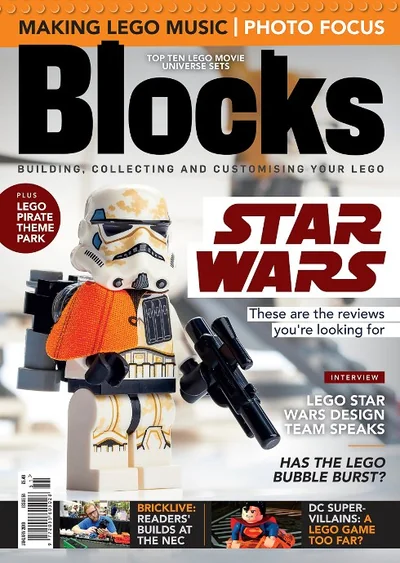 MAKING LEGO MUSIC | PHOTO FOCUS
TOP TEN LEGO MOVIE
UNIVERSE SETS
Blocks
BUILDING, COLLECTING AND CUSTOMISING YOUR LEGO
PLUS
LEGO
PIRATE
THEME
PARK
STAR
WARS
These are the reviews
you're looking for
INTERVIEW
LEGO STAR
WARS DESIGN
TEAM SPEAKS
HAS THE LEGO
BUBBLE BURST?
BRICKLIVE:
READERS'
BUILDS AT
THE NEC
DC SUPER-
VILLAINS: A
LEGO GAME
TOO FAR?